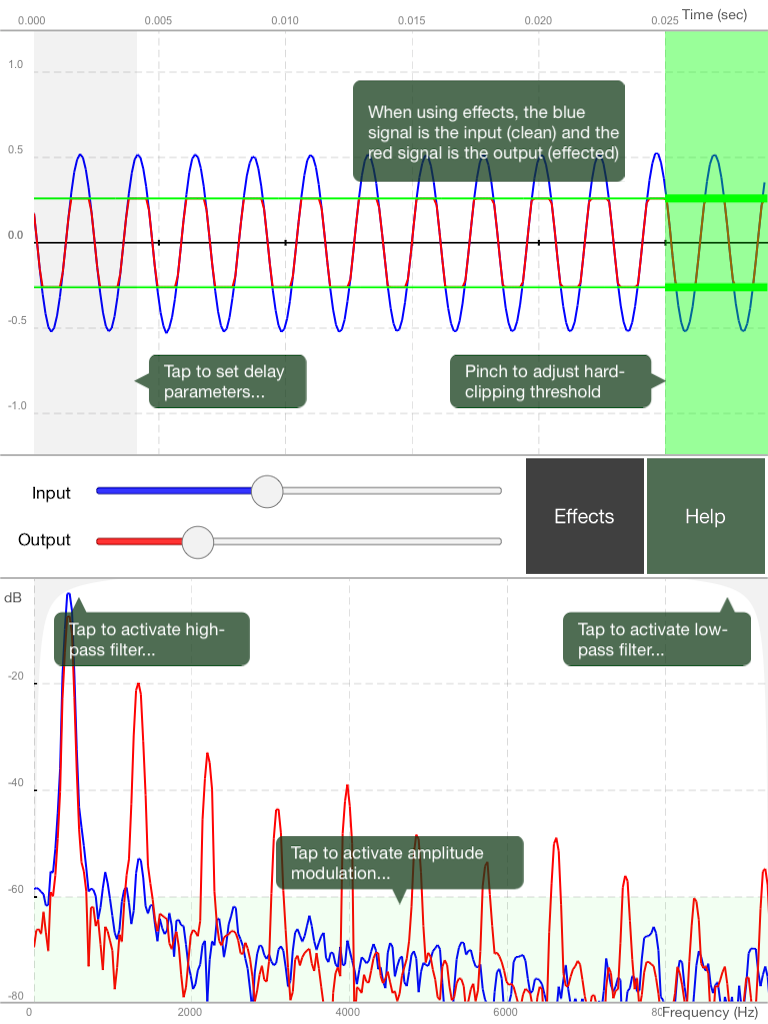 0.000 0.005 0.010 0.015 0.020 0.025 Time (sec)
1.0
When using effects, the blue
signal is the input (clean) and the
red signal is the output (effected)
0.5
0.0
-0.5
Tap to set delay
parameters...
Pinch to adjust hard-
clipping threshold
-1.0
Input
Output
Effects
Help
dB
Tap to activate high-
pass filter...
Tap to activate low-
pass filter...
-20
-40
Tap to activate amplitude
modulation...
-60
-80
0 2000 4000 6000 Frequency (Hz)